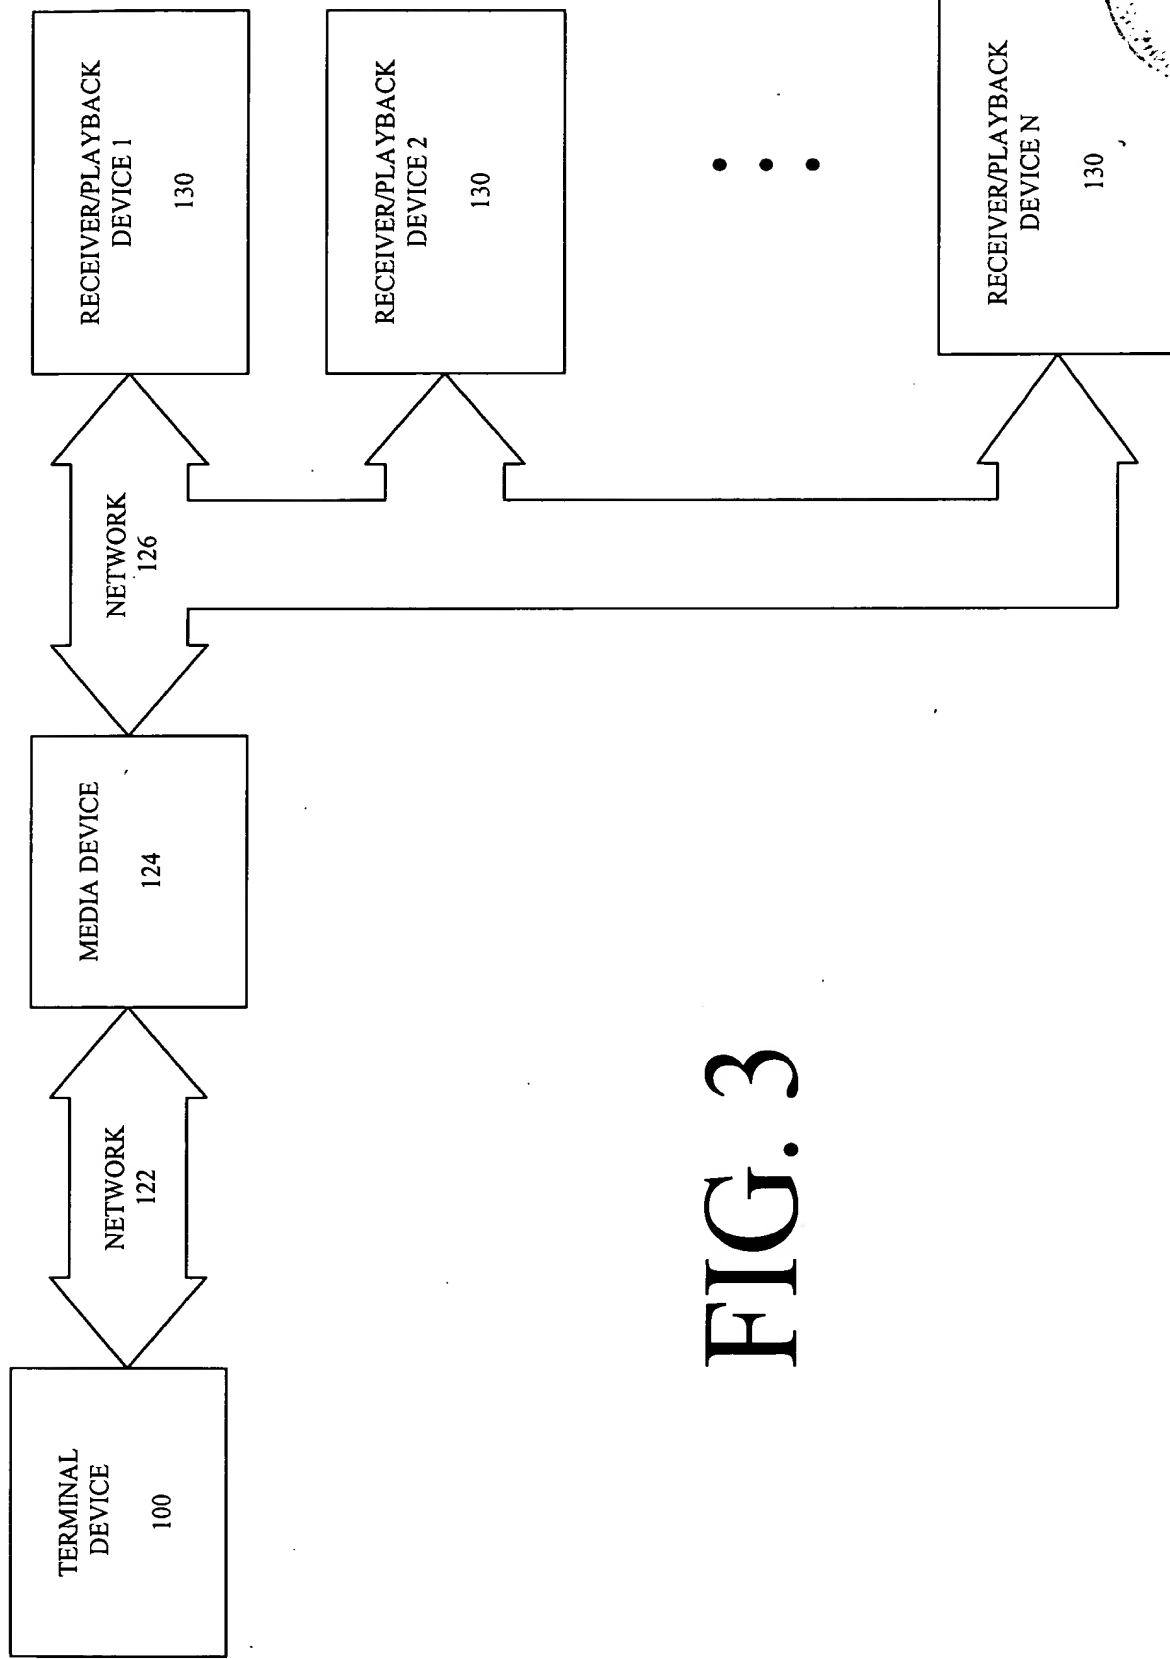 TERMINAL
DEVICE
100
NETWORK
122
MEDIA DEVICE
124
NETWORK
126
RECEIVER/PLAYBACK
DEVICE 1
130
RECEIVER/PLAYBACK
DEVICE 2
130
RECEIVER/PLAYBACK
DEVICE N
130
FIG. 3